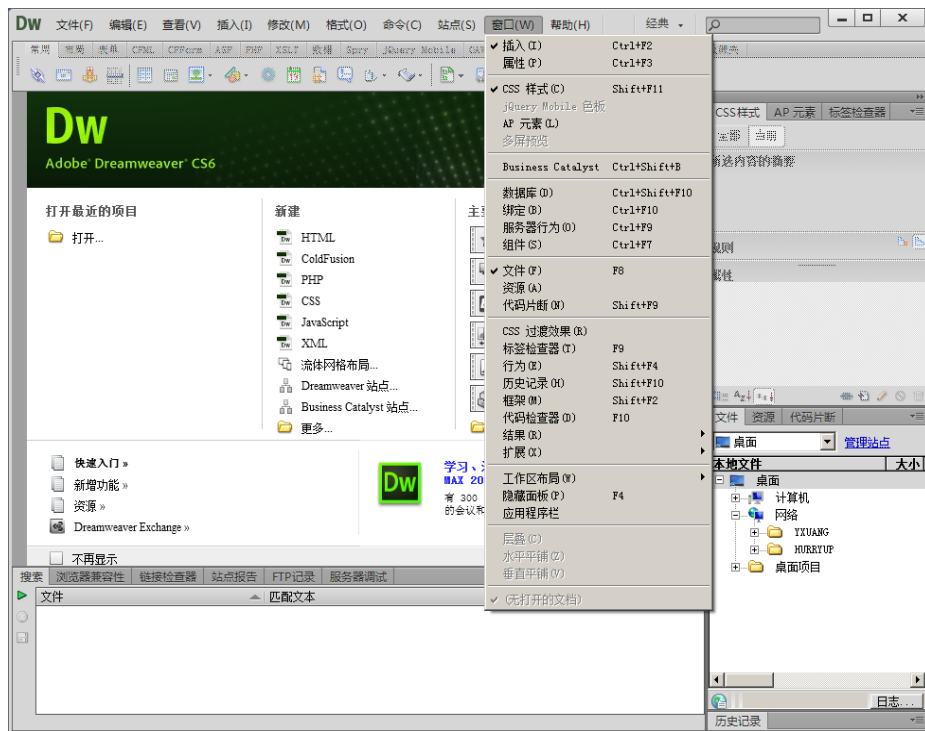 DW 文件(F) 编辑(E) 查看(V) 插入(I) 修改(M) 格式(O) 命令(C) 站点(S) 窗口(W) 帮助(H) 经典
常用 布局 表单 CFML CFForm ASP PHP XSLT 数据 Spry jQuery Mobile
Dw
Adobe Dreamweaver CS6
打开最近的项目
打开...
新建
HTML
ColdFusion
PHP
CSS
JavaScript
XML
流体网格布局...
Dreamweaver 站点...
Business Catalyst 站点...
更多...
快速入门 »
新增功能 »
资源 »
Dreamweaver Exchange »
不再显示
Dw
学习、
MAX 20
有 300
的会议和
插入(I) Ctrl+F2
属性(P) Ctrl+F3
CSS 样式(C) Shift+F11
jQuery Mobile 色板
AP 元素(L)
多屏预览
Business Catalyst Ctrl+Shift+B
数据库(D) Ctrl+Shift+F10
绑定(B) Ctrl+F10
服务器行为(O) Ctrl+F9
组件(S) Ctrl+F7
文件(F) F8
资源(A)
代码片断(N) Shift+F9
CSS 过渡效果(R)
标签检查器(T) F9
行为(E) Shift+F4
历史记录(H) Shift+F10
框架(M) Shift+F2
代码检查器(D) F10
结果(R)
扩展(X)
工作区布局(W)
隐藏面板(P) F4
应用程序栏
层叠(C)
水平平铺(Z)
垂直平铺(V)
(无打开的文档)
CSS样式 AP 元素 标签检查器
全部 当前
所选内容的摘要
规则
属性
文件 资源 代码片断
桌面 管理站点
本地文件 大小
桌面
计算机
网络
YXUANG
HURRYUP
桌面项目
日志...
历史记录
搜索 浏览器兼容性 链接检查器 站点报告 FTP记录 服务器调试
文件 匹配文本